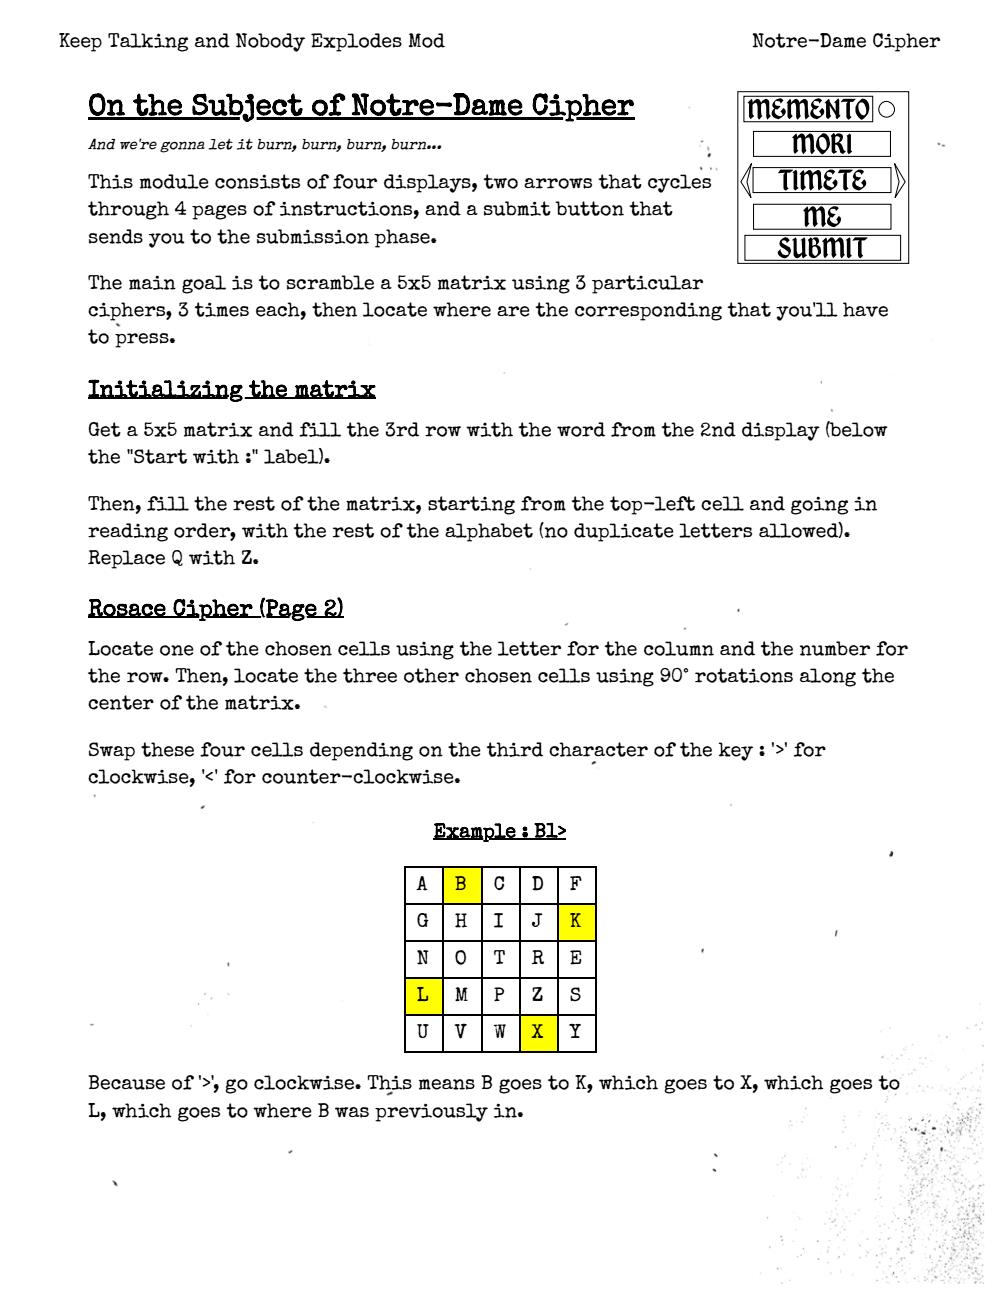 Keep Talking and Nobody Explodes Mod
Notre-Dame Cipher
On the Subject of Notre-Dame Cipher
And we're gonna let it burn, burn, burn, burn...
MEMENTO
MORI
TIMETE
ME
SUBMIT
This module consists of four displays, two arrows that cycles
through 4 pages of instructions, and a submit button that
sends you to the submission phase.
The main goal is to scramble a 5x5 matrix using 3 particular
ciphers, 3 times each, then locate where are the corresponding that you'll have
to press.
Initializing the matrix
Get a 5x5 matrix and fill the 3rd row with the word from the 2nd display (below
the "Start with :" label).
Then, fill the rest of the matrix, starting from the top-left cell and going in
reading order, with the rest of the alphabet (no duplicate letters allowed).
Replace Q with Z.
Rosace Cipher (Page 2)
Locate one of the chosen cells using the letter for the column and the number for
the row. Then, locate the three other chosen cells using 90° rotations along the
center of the matrix.
Swap these four cells depending on the third character of the key : '>' for
clockwise, '<' for counter-clockwise.
Example : B1>
A B C D F
G H I J K
N O T R E
L M P Z S
U V W X Y
Because of '>', go clockwise. This means B goes to K, which goes to X, which goes to
L, which goes to where B was previously in.